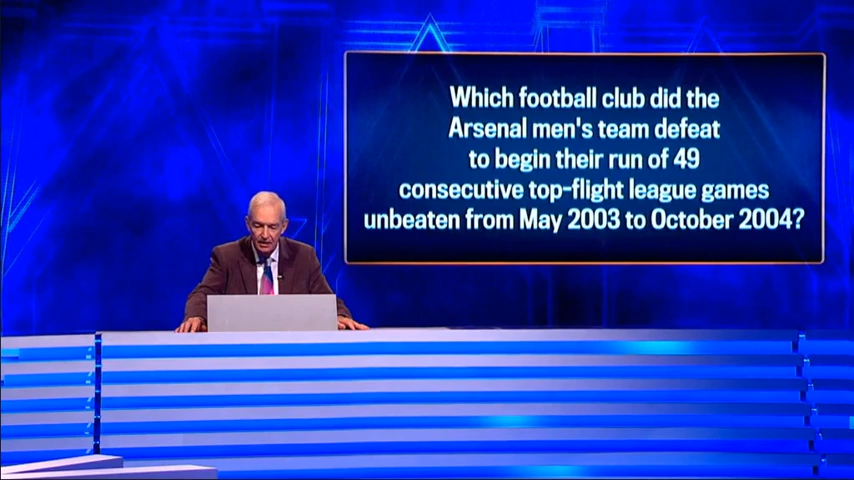 Which football club did the
Arsenal men's team defeat
to begin their run of 49
consecutive top-flight league games
unbeaten from May 2003 to October 2004?